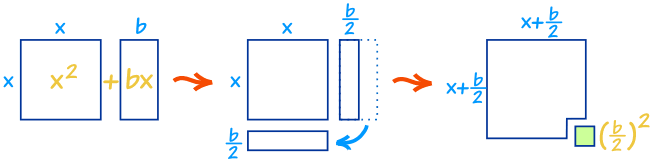 x b
x x² + bx
x b/2
x
b/2
x+b/2
x+b/2
(b/2)²